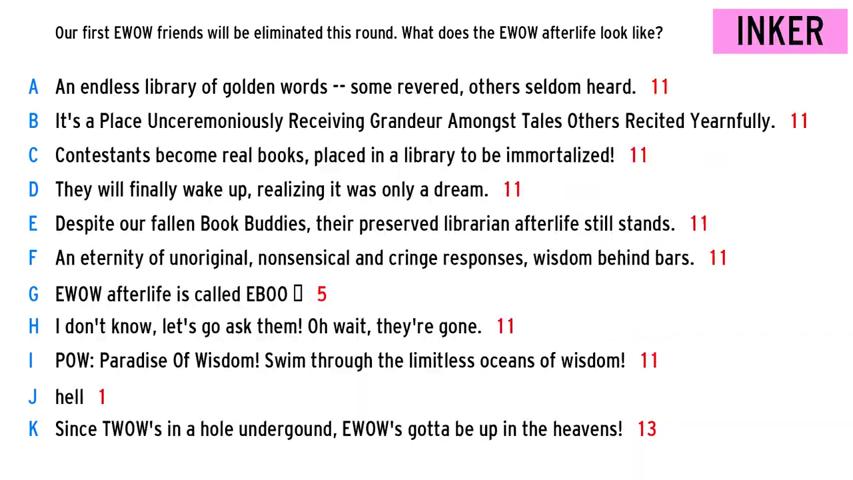 Our first EWOW friends will be eliminated this round. What does the EWOW afterlife look like?
INKER
A An endless library of golden words -- some revered, others seldom heard. 11
B It's a Place Unceremoniously Receiving Grandeur Amongst Tales Others Recited Yearnfully. 11
C Contestants become real books, placed in a library to be immortalized! 11
D They will finally wake up, realizing it was only a dream. 11
E Despite our fallen Book Buddies, their preserved librarian afterlife still stands. 11
F An eternity of unoriginal, nonsensical and cringe responses, wisdom behind bars. 11
G EWOW afterlife is called EBOO ▯ 5
H I don't know, let's go ask them! Oh wait, they're gone. 11
I POW: Paradise Of Wisdom! Swim through the limitless oceans of wisdom! 11
J hell 1
K Since TWOW's in a hole undergound, EWOW's gotta be up in the heavens! 13